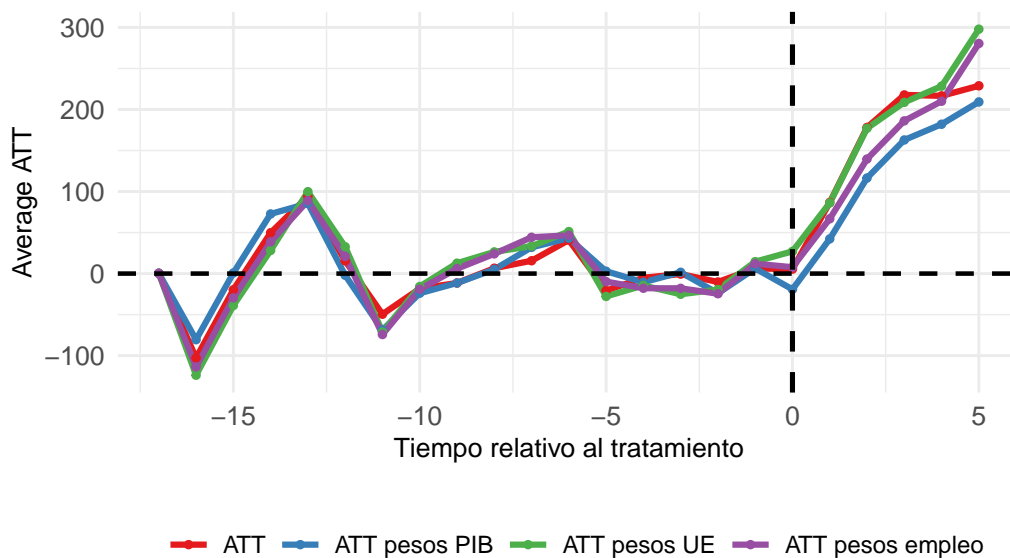 300
200
100
0
−100
Average ATT
−15 −10 −5 0 5
Tiempo relativo al tratamiento
ATT ATT pesos PIB ATT pesos UE ATT pesos empleo